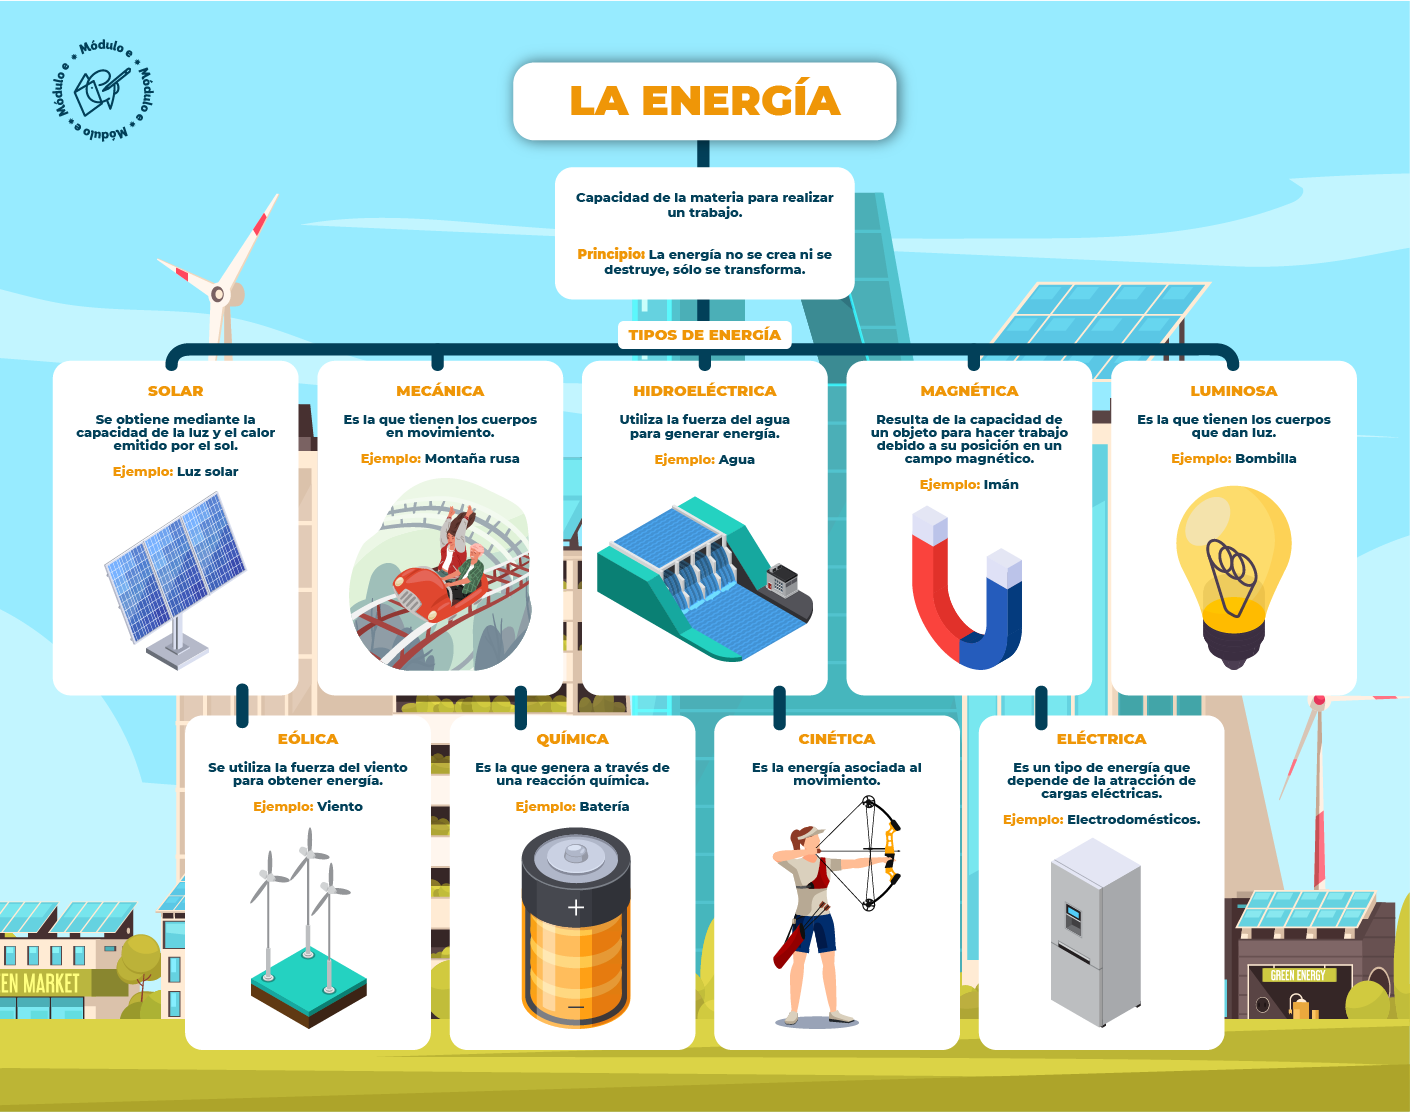 Módulo e * Módulo e * Módulo e * Módulo e *
LA ENERGÍA
Capacidad de la materia para realizar
un trabajo.
Principio: La energía no se crea ni se
destruye, sólo se transforma.
TIPOS DE ENERGÍA
SOLAR
Se obtiene mediante la
capacidad de la luz y el calor
emitido por el sol.
Ejemplo: Luz solar
MECÁNICA
Es la que tienen los cuerpos
en movimiento.
Ejemplo: Montaña rusa
HIDROELÉCTRICA
Utiliza la fuerza del agua
para generar energía.
Ejemplo: Agua
MAGNÉTICA
Resulta de la capacidad de
un objeto para hacer trabajo
debido a su posición en un
campo magnético.
Ejemplo: Imán
LUMINOSA
Es la que tienen los cuerpos
que dan luz.
Ejemplo: Bombilla
EÓLICA
Se utiliza la fuerza del viento
para obtener energía.
Ejemplo: Viento
QUÍMICA
Es la que genera a través de
una reacción química.
Ejemplo: Batería
+
−
CINÉTICA
Es la energía asociada al
movimiento.
ELÉCTRICA
Es un tipo de energía que
depende de la atracción de
cargas eléctricas.
Ejemplo: Electrodomésticos.
EN MARKET
GREEN ENERGY